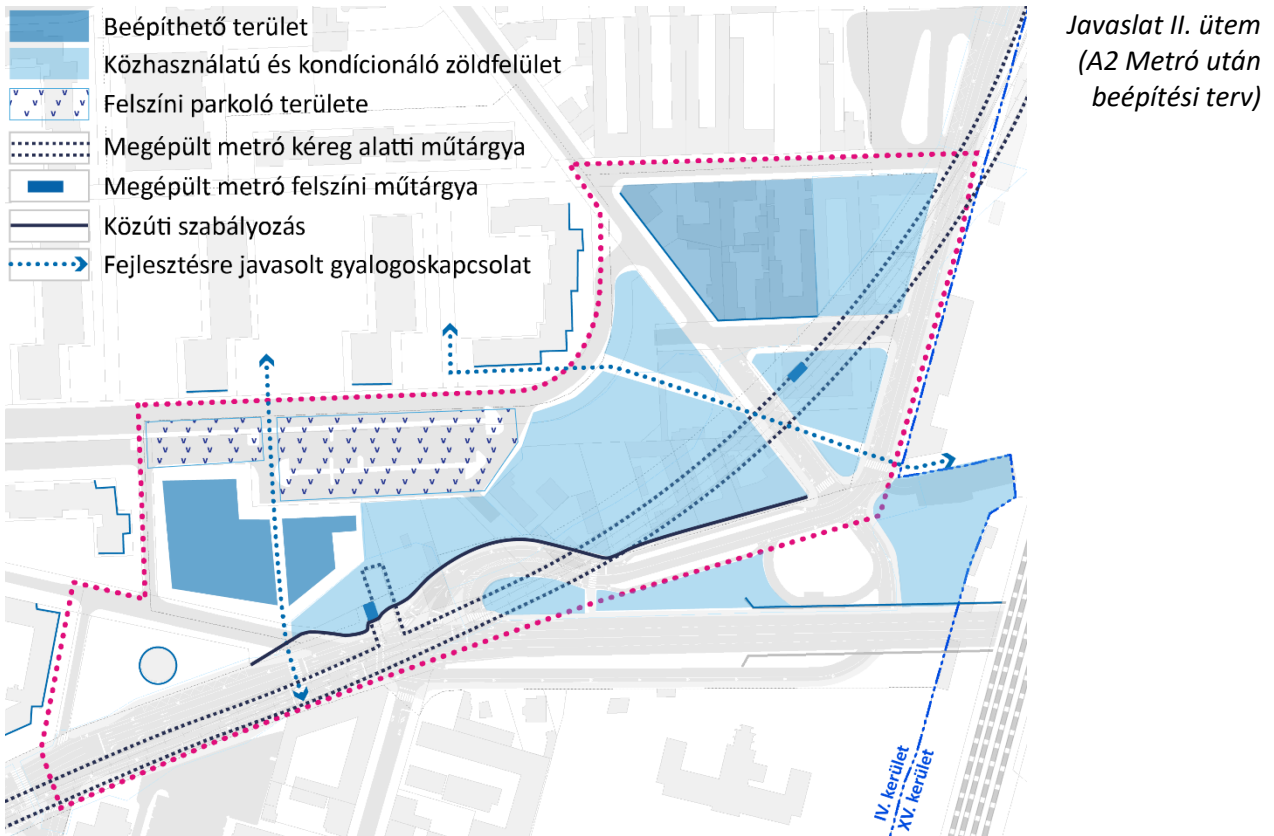 Beépíthető terület
Közhasználatú és kondícionáló zöldfelület
Felszíni parkoló területe
Megépült metró kéreg alatti műtárgya
Megépült metró felszíni műtárgya
Közúti szabályozás
Fejlesztésre javasolt gyalogoskapcsolat
Javaslat II. ütem
(A2 Metró után
beépítési terv)
IV. kerület
XV. kerület